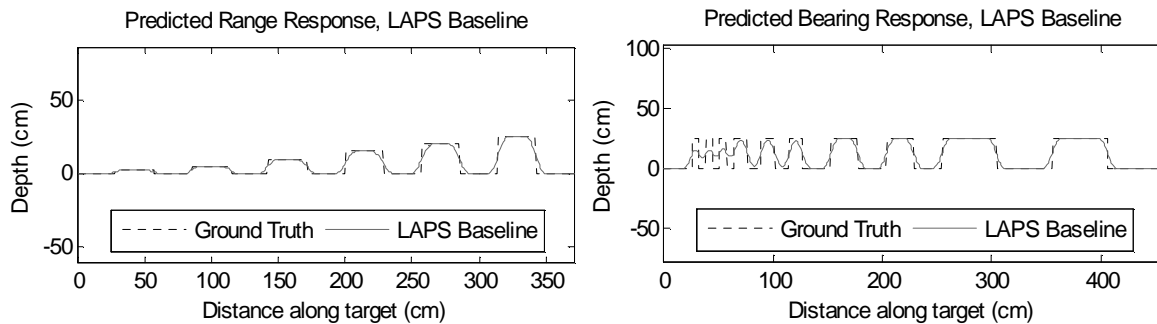 Predicted Range Response, LAPS Baseline
50
0
-50
Depth (cm)
Ground Truth
LAPS Baseline
0 50 100 150 200 250 300 350
Distance along target (cm)
Predicted Bearing Response, LAPS Baseline
100
50
0
-50
Depth (cm)
Ground Truth
LAPS Baseline
0 100 200 300 400
Distance along target (cm)